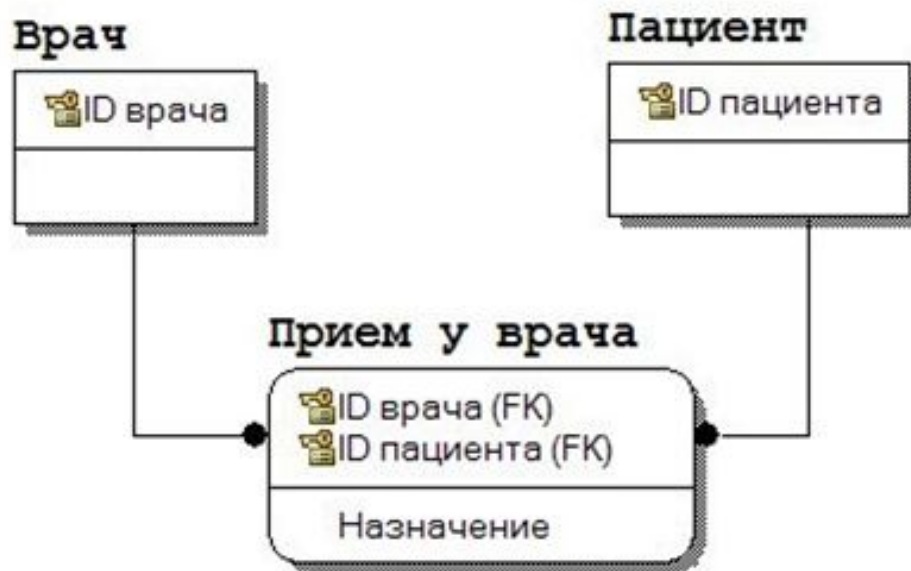 Врач
ID врача
Пациент
ID пациента
Прием у врача
ID врача (FK)
ID пациента (FK)
Назначение